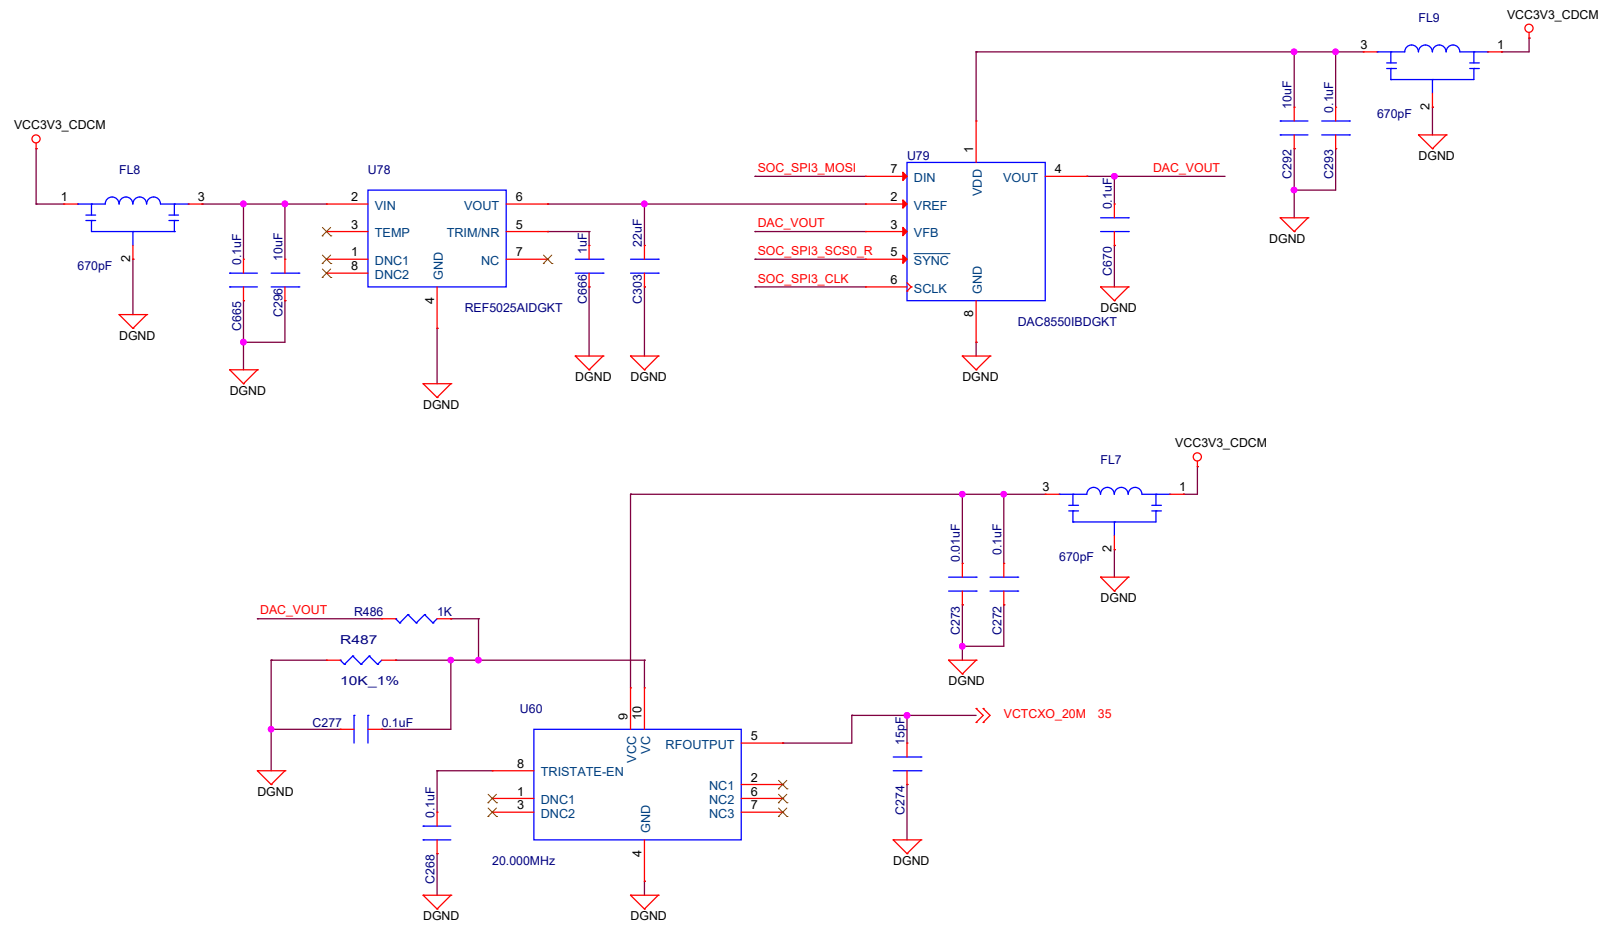 FL9
VCC3V3_CDCM
3
1
10uF
0.1uF
2
670pF
C292
C293
DGND
DGND
VCC3V3_CDCM
FL8
1
3
670pF
2
DGND
0.1uF
10uF
C665
C296
DGND
U78
2
VIN
VOUT
6
3
TEMP
TRIM/NR
5
1
DNC1
NC
7
8
DNC2
GND
4
REF5025AIDGKT
DGND
1uF
22uF
C666
C303
DGND
DGND
U79
1
SOC_SPI3_MOSI
7
DIN
VDD
VOUT
4
DAC_VOUT
2
VREF
DAC_VOUT
3
VFB
SOC_SPI3_SCS0_R
5
SYNC
SOC_SPI3_CLK
6
SCLK
GND
8
DAC8550IBDGKT
DGND
0.1uF
C670
DGND
VCC3V3_CDCM
FL7
3
1
0.01uF
0.1uF
670pF
2
C273
C272
DGND
DGND
DAC_VOUT
R486
1K
R487
10K_1%
C277
0.1uF
DGND
U60
9
10
VCC
VC
RFOUTPUT
5
8
TRISTATE-EN
1
DNC1
3
DNC2
NC1
2
NC2
6
NC3
7
GND
4
20.000MHz
DGND
0.1uF
C268
DGND
15pF
C274
DGND
VCTCXO_20M 35